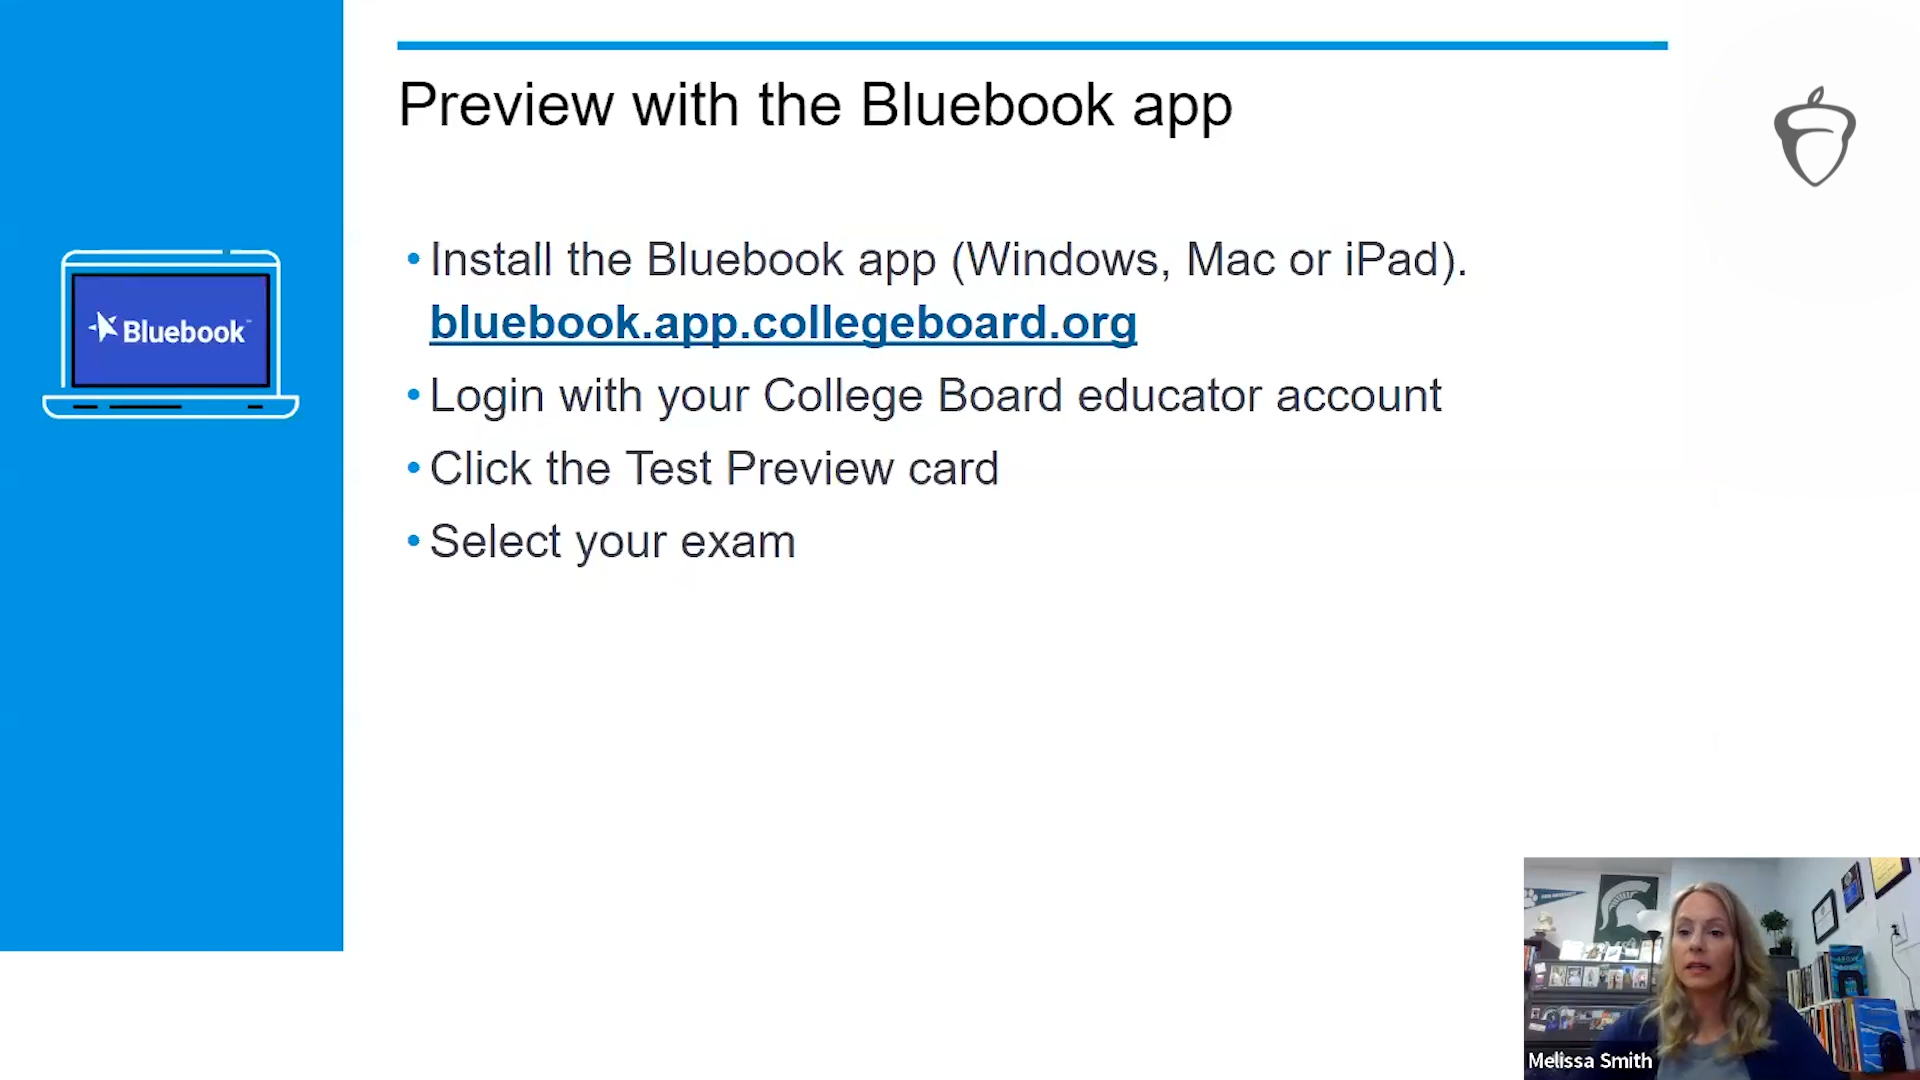 Preview with the Bluebook app
Bluebook™
• Install the Bluebook app (Windows, Mac or iPad).
bluebook.app.collegeboard.org
• Login with your College Board educator account
• Click the Test Preview card
• Select your exam
Melissa Smith